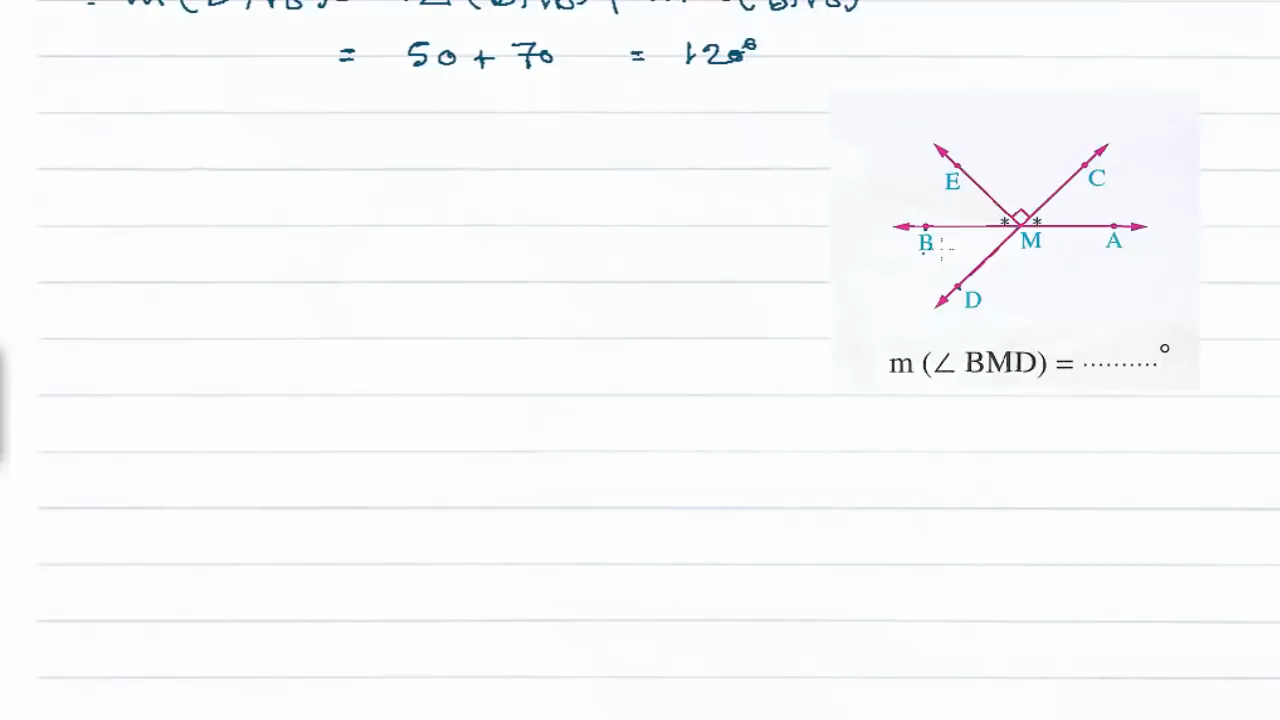 = 50 + 70 = 120°
E
C
* *
B
M
A
D
m (∠ BMD) = ..........°